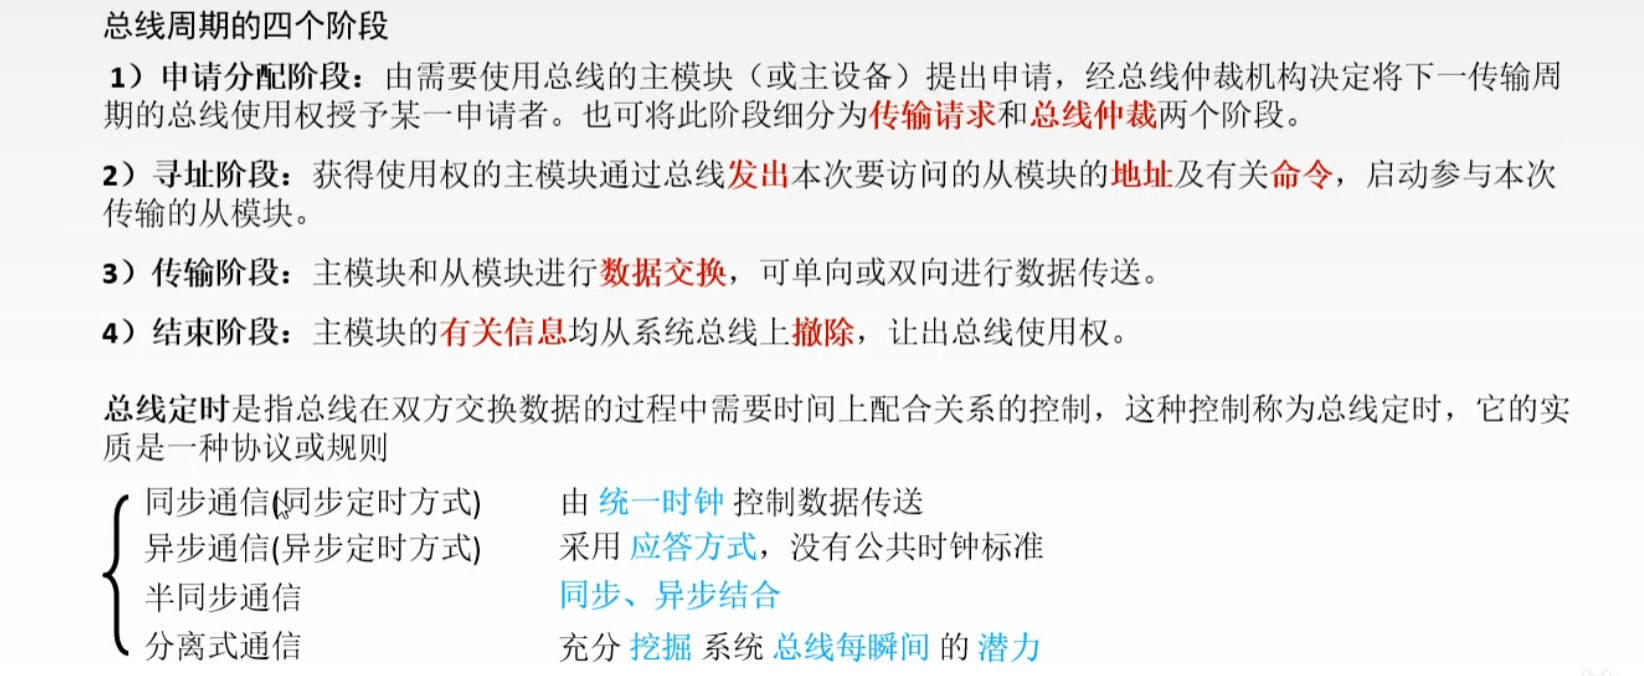 总线周期的四个阶段
1）申请分配阶段：由需要使用总线的主模块（或主设备）提出申请，经总线仲裁机构决定将下一传输周
期的总线使用权授予某一申请者。也可将此阶段细分为传输请求和总线仲裁两个阶段。
2）寻址阶段：获得使用权的主模块通过总线发出本次要访问的从模块的地址及有关命令，启动参与本次
传输的从模块。
3）传输阶段：主模块和从模块进行数据交换，可单向或双向进行数据传送。
4）结束阶段：主模块的有关信息均从系统总线上撤除，让出总线使用权。
总线定时是指总线在双方交换数据的过程中需要时间上配合关系的控制，这种控制称为总线定时，它的实
质是一种协议或规则
同步通信(同步定时方式) 由 统一时钟 控制数据传送
异步通信(异步定时方式) 采用 应答方式，没有公共时钟标准
半同步通信 同步、异步结合
分离式通信 充分 挖掘 系统 总线每瞬间 的 潜力